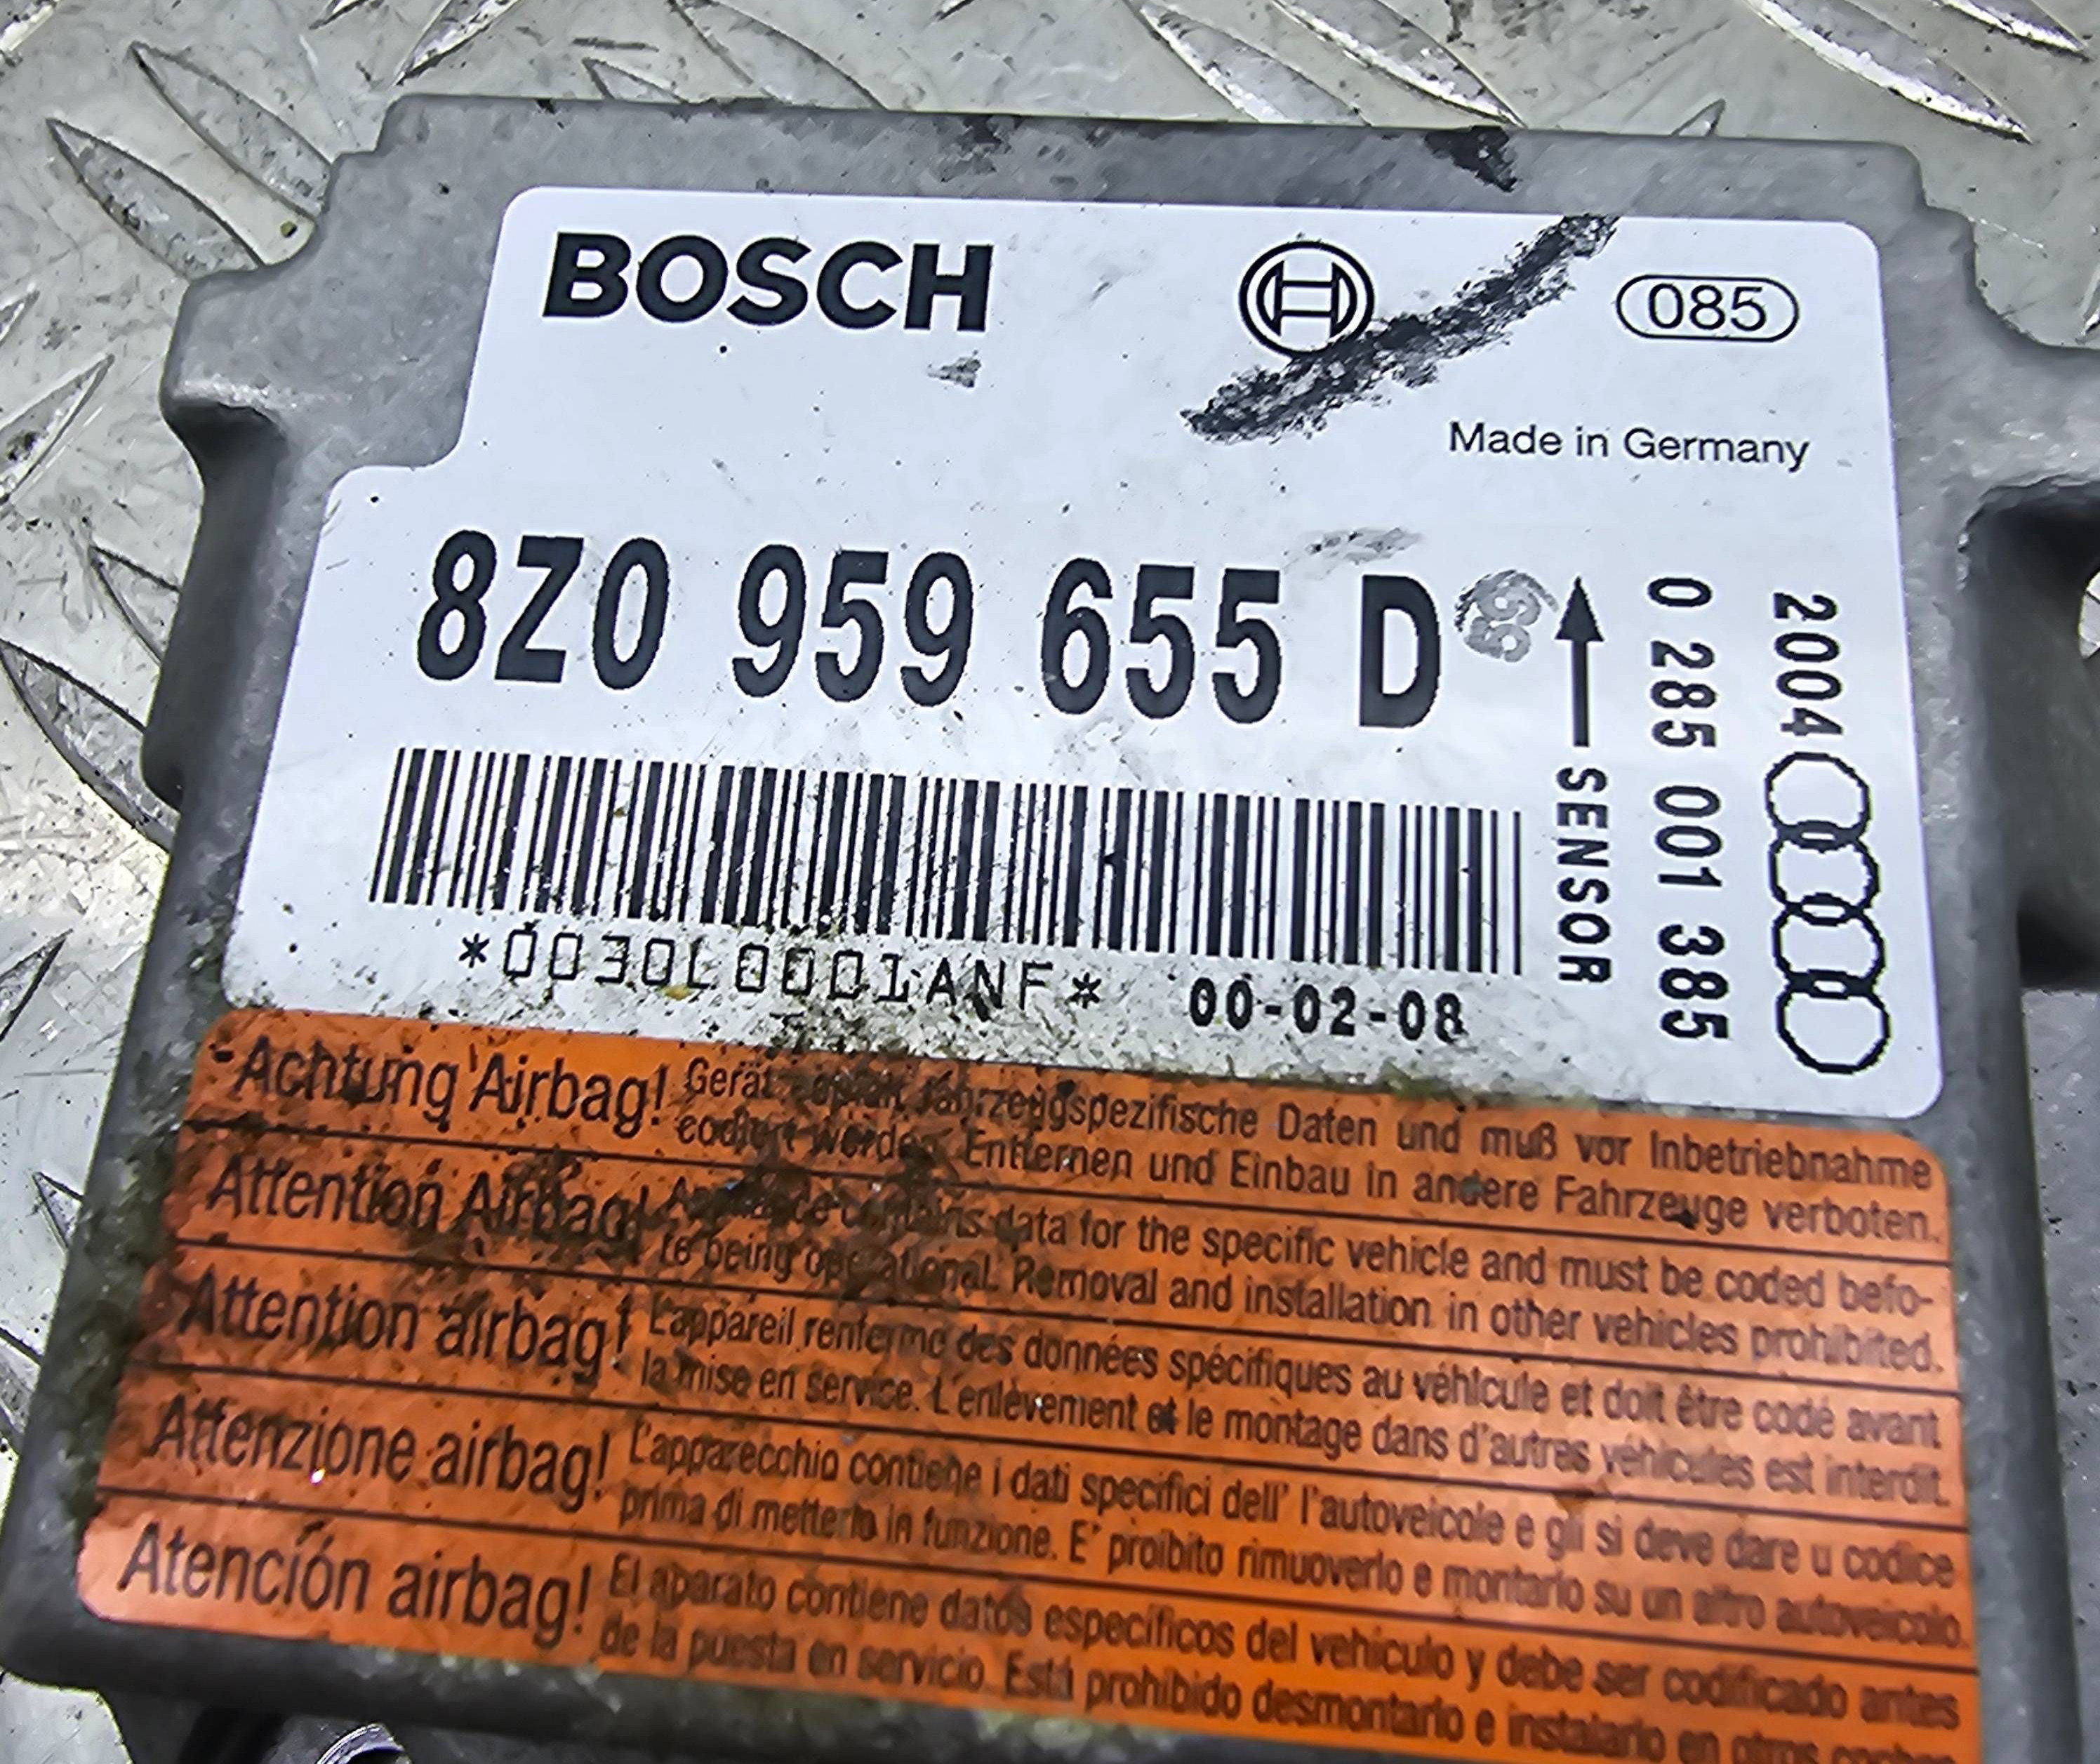 BOSCH
085
Made in Germany
8Z0 959 655 D
SENSOR
0 285 001 385
2004
*0030L0001ANF* 00-02-08
Achtung Airbag! Gerät fahrzeugspezifische Daten und muß vor Inbetriebnahme
codiert werden. Entfernen und Einbau in andere Fahrzeuge verboten.
Attention Airbag! contains data for the specific vehicle and must be coded befo-
re being operational. Removal and installation in other vehicles prohibited.
Attention airbag! L'appareil renferme des données spécifiques au véhicule et doit être codé avant
la mise en service. L'enlèvement et le montage dans d'autres véhicules est interdit.
Attenzione airbag! L'apparecchio contiene i dati specifici dell' l'autoveicole e gli si deve dare u codice
prima di metterlo in funzione. E' proibito rimuoverlo e montarlo su un altro autoveicolo.
Atención airbag! El aparato contiene datos específicos del vehículo y debe ser codificado antes
de la puesta en servicio. Está prohibido desmontarlo e instalarlo en otros